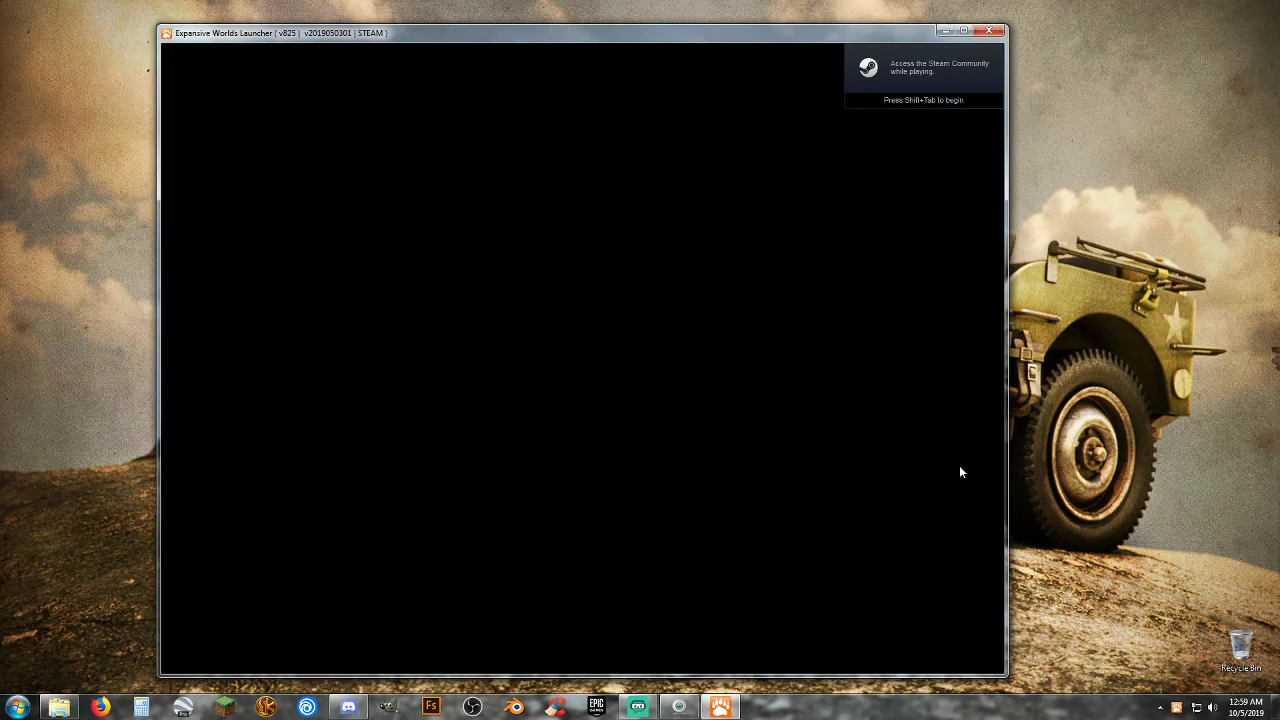 Expansive Worlds Launcher ( v825 | v2019050301 | STEAM )
Access the Steam Community
while playing.
Press Shift+Tab to begin
Recycle Bin
Pro
Fs
EPIC
GAMES
12:59 AM
10/5/2019